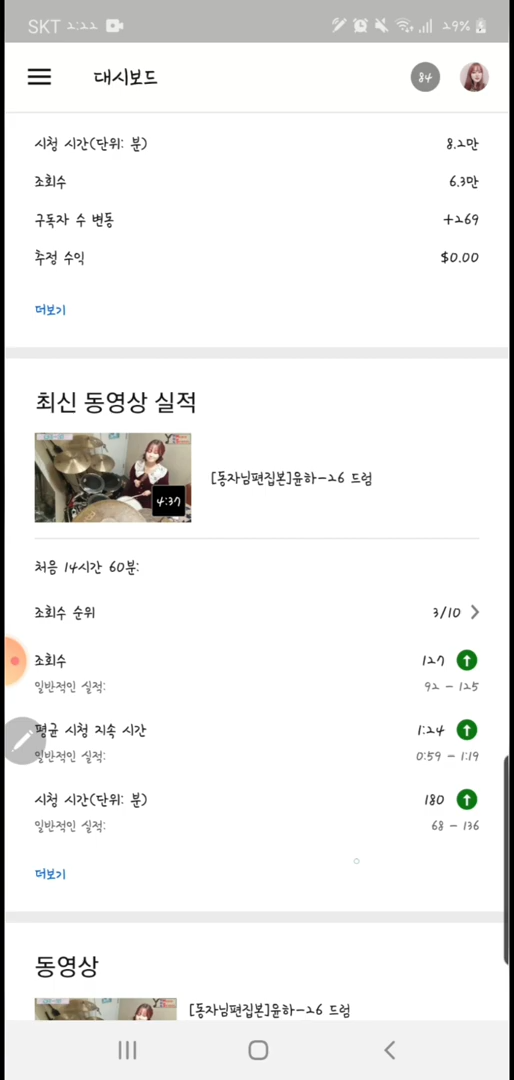 SKT 2:22 29%
대시보드 84
시청 시간(단위: 분) 8.2만
조회수 6.3만
구독자 수 변동 +269
추정 수익 $0.00
더보기
최신 동영상 실적
4:37
[동자님편집본]윤하-26 드럼
처음 14시간 60분:
조회수 순위 3/10
조회수 127
일반적인 실적: 92 - 125
평균 시청 지속 시간 1:24
일반적인 실적: 0:59 - 1:19
시청 시간(단위: 분) 180
일반적인 실적: 68 - 136
더보기
동영상
[동자님편집본]윤하-26 드럼